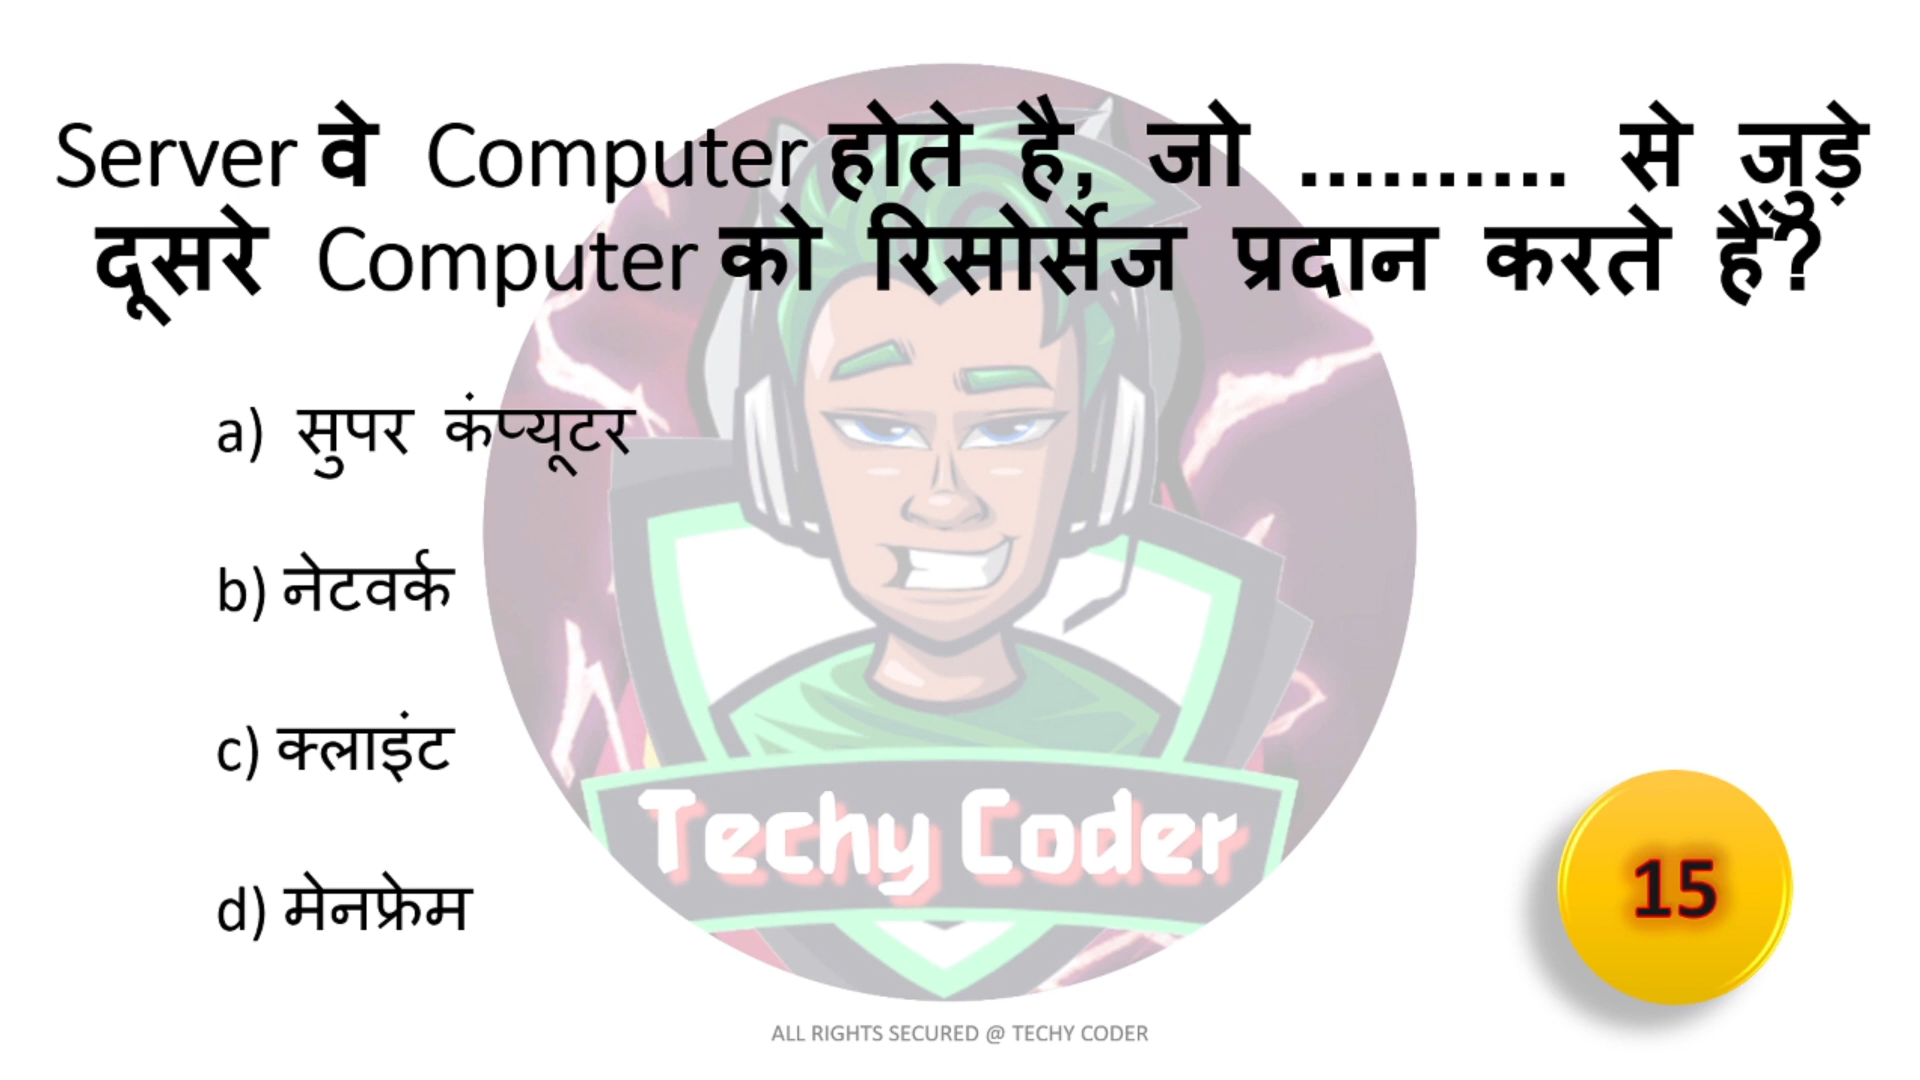 Server वे Computer होते है, जो .......... से जुड़े
दूसरे Computer को रिसोर्सेज प्रदान करते हैं?
a) सुपर कंप्यूटर
b) नेटवर्क
c) क्लाइंट
d) मेनफ्रेम
Techy Coder
15
ALL RIGHTS SECURED @ TECHY CODER